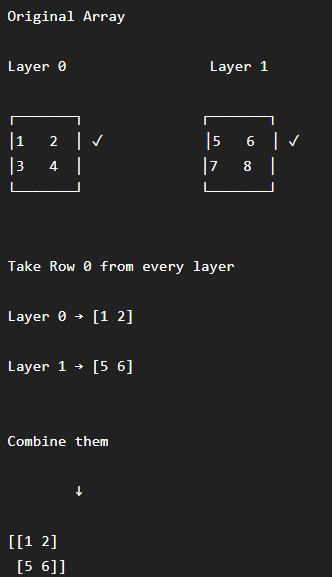 Original Array
Layer 0 Layer 1
1 2 ✓ 5 6 ✓
3 4 7 8
Take Row 0 from every layer
Layer 0 → [1 2]
Layer 1 → [5 6]
Combine them
↓
[[1 2]
[5 6]]